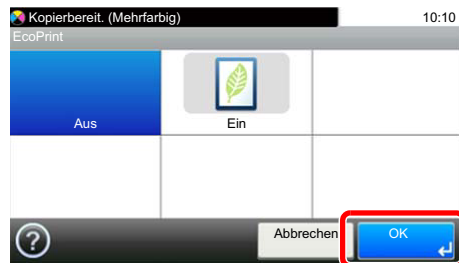 Kopierbereit. (Mehrfarbig) 10:10
EcoPrint
Aus Ein
? Abbrechen OK